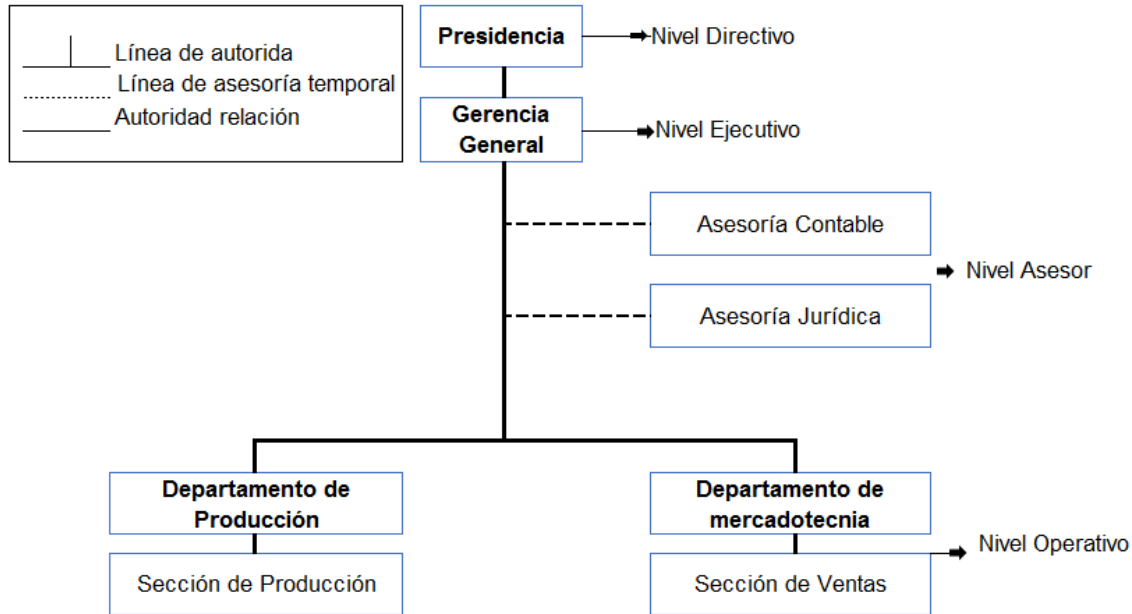 Línea de autorida
Línea de asesoría temporal
Autoridad relación
Presidencia
Nivel Directivo
Gerencia
General
Nivel Ejecutivo
Asesoría Contable
Nivel Asesor
Asesoría Jurídica
Departamento de
Producción
Departamento de
mercadotecnia
Sección de Producción
Sección de Ventas
Nivel Operativo